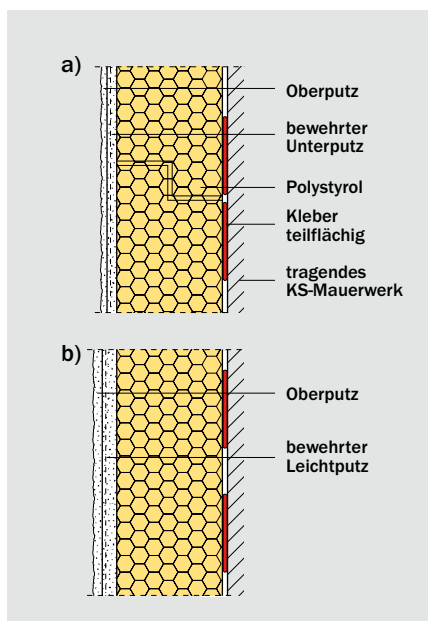 a)
Oberputz
bewehrter
Unterputz
Polystyrol
Kleber
teilflächig
tragendes
KS-Mauerwerk
b)
Oberputz
bewehrter
Leichtputz